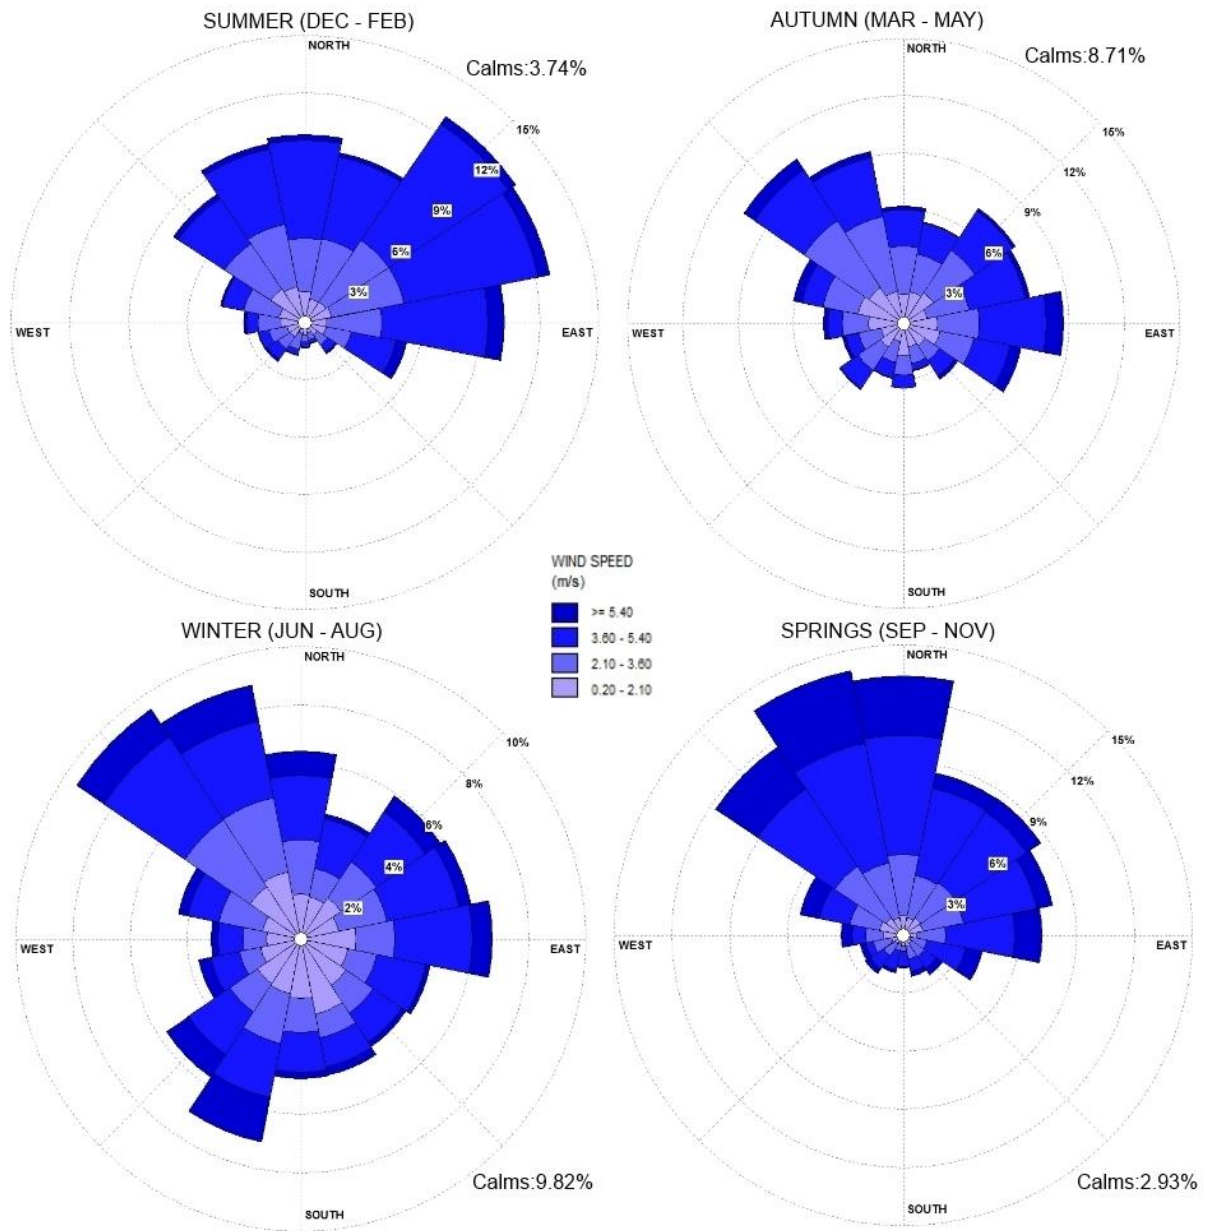 SUMMER (DEC - FEB)
NORTH
Calms:3.74%
15%
12%
9%
6%
3%
WEST
EAST
SOUTH
AUTUMN (MAR - MAY)
NORTH
Calms:8.71%
15%
12%
9%
6%
3%
WEST
EAST
SOUTH
WIND SPEED
(m/s)
>= 5.40
3.60 - 5.40
2.10 - 3.60
0.20 - 2.10
WINTER (JUN - AUG)
NORTH
10%
8%
6%
4%
2%
WEST
EAST
Calms:9.82%
SOUTH
SPRINGS (SEP - NOV)
NORTH
15%
12%
9%
6%
3%
WEST
EAST
Calms:2.93%
SOUTH